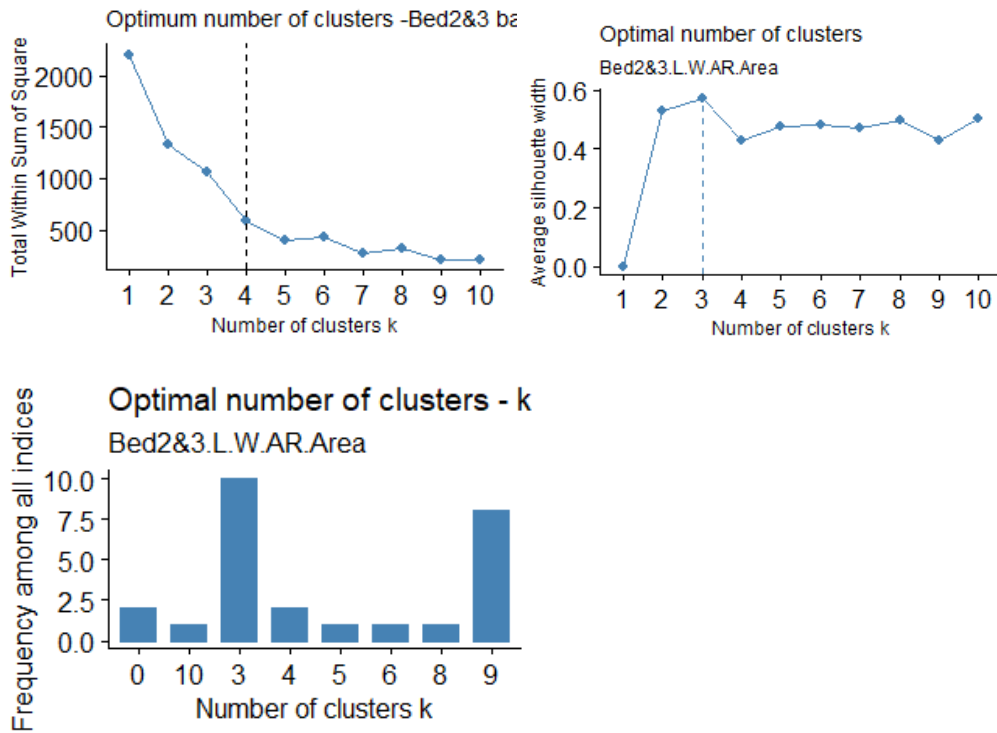 Optimum number of clusters -Bed2&3 ba
Total Within Sum of Square
2000
1500
1000
500
1 2 3 4 5 6 7 8 9 10
Number of clusters k
Optimal number of clusters
Bed2&3.L.W.AR.Area
Average silhouette width
0.6
0.4
0.2
0.0
1 2 3 4 5 6 7 8 9 10
Number of clusters k
Optimal number of clusters - k
Bed2&3.L.W.AR.Area
Frequency among all indices
10.0
7.5
5.0
2.5
0.0
0 10 3 4 5 6 8 9
Number of clusters k